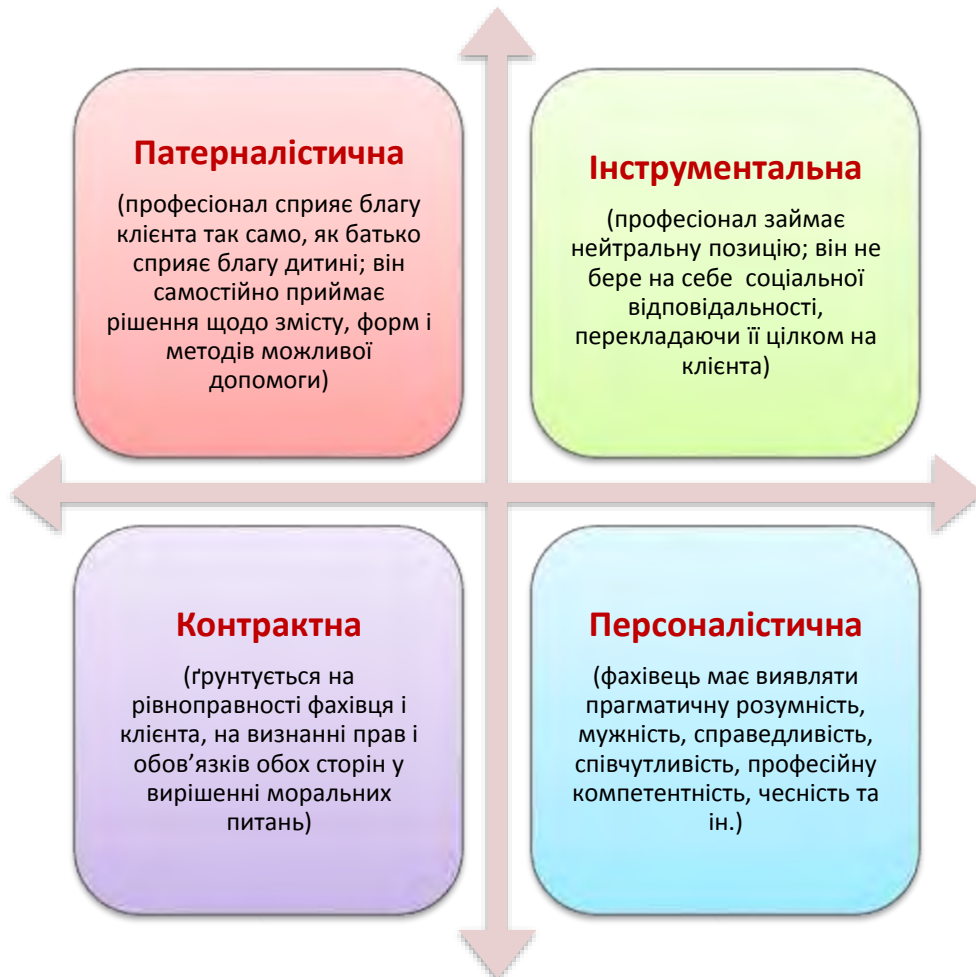 Патерналістична
(професіонал сприяє благу
клієнта так само, як батько
сприяє благу дитині; він
самостійно приймає
рішення щодо змісту, форм і
методів можливої
допомоги)
Інструментальна
(професіонал займає
нейтральну позицію; він не
бере на себе соціальної
відповідальності,
перекладаючи її цілком на
клієнта)
Контрактна
(ґрунтується на
рівноправності фахівця і
клієнта, на визнанні прав і
обов’язків обох сторін у
вирішенні моральних
питань)
Персоналістична
(фахівець має виявляти
прагматичну розумність,
мужність, справедливість,
співчутливість, професійну
компетентність, чесність та
ін.)